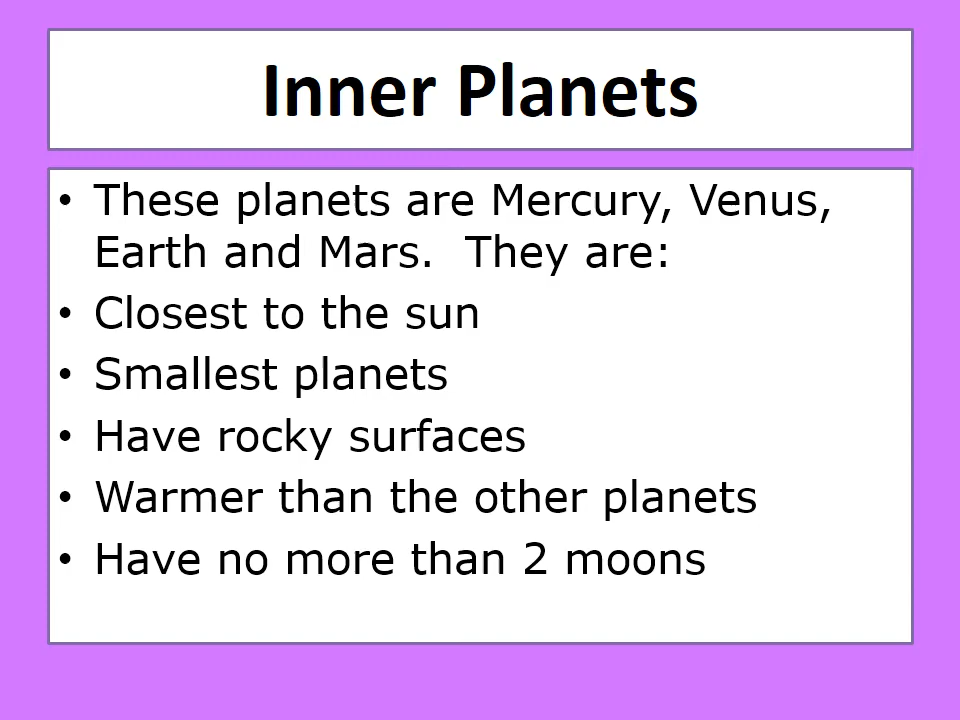 Inner Planets
• These planets are Mercury, Venus,
Earth and Mars.  They are:
• Closest to the sun
• Smallest planets
• Have rocky surfaces
• Warmer than the other planets
• Have no more than 2 moons